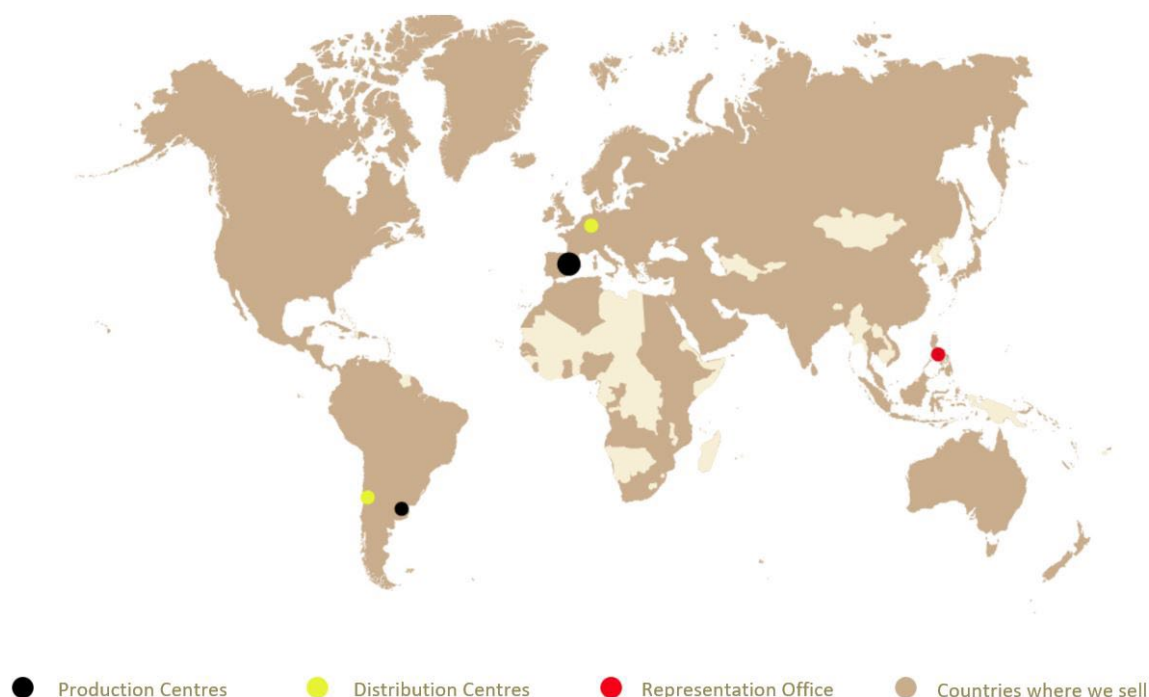 Production Centres
Distribution Centres
Representation Office
Countries where we sell